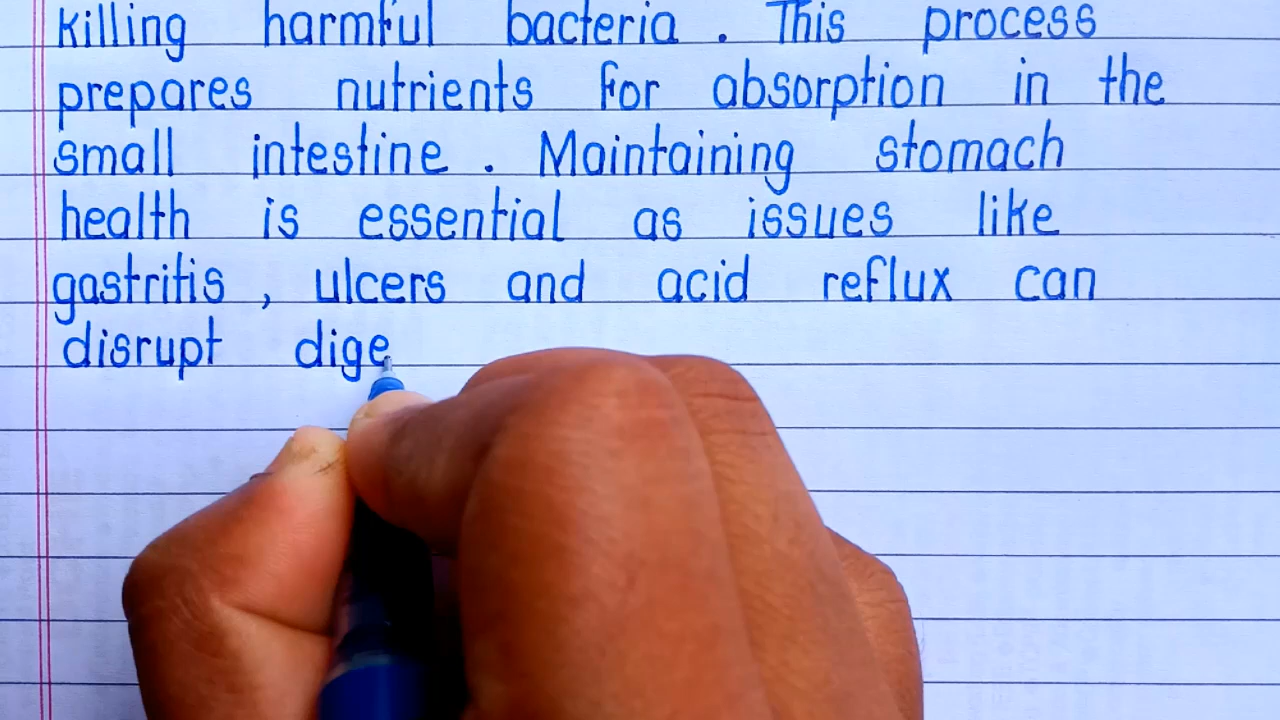 killing harmful bacteria . This process
prepares nutrients for absorption in the
small intestine . Maintaining stomach
health is essential as issues like
gastritis , ulcers and acid reflux can
disrupt dige